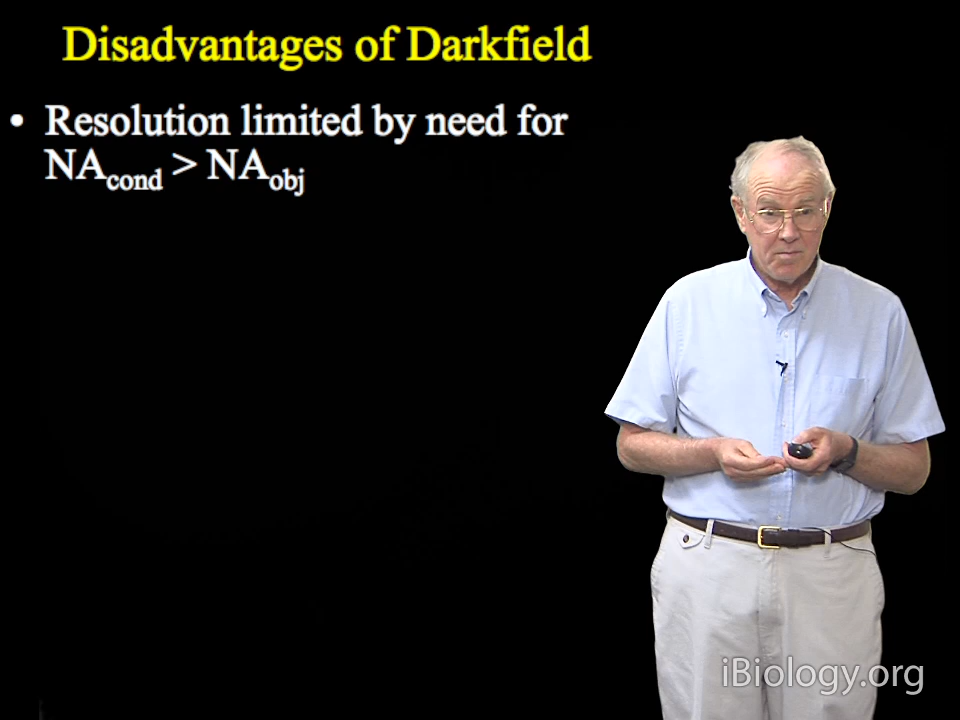 Disadvantages of Darkfield
• Resolution limited by need for
NAcond > NAobj
iBiology.org